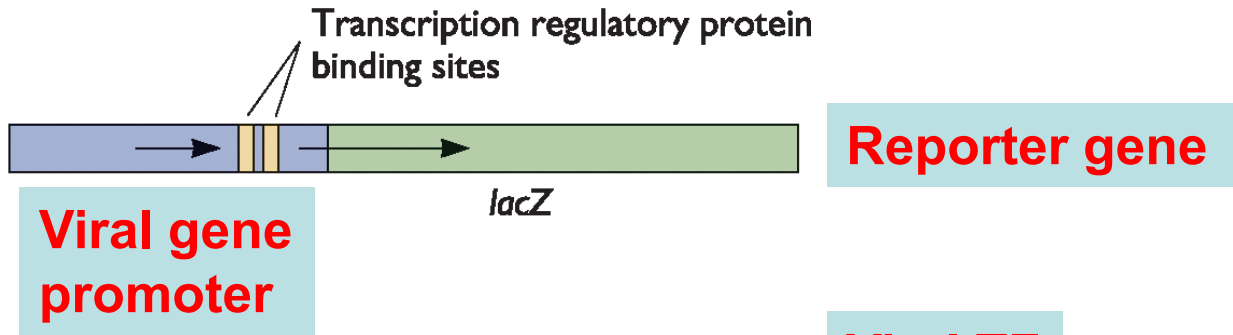 Transcription regulatory protein
binding sites
Reporter gene
lacZ
Viral gene
promoter